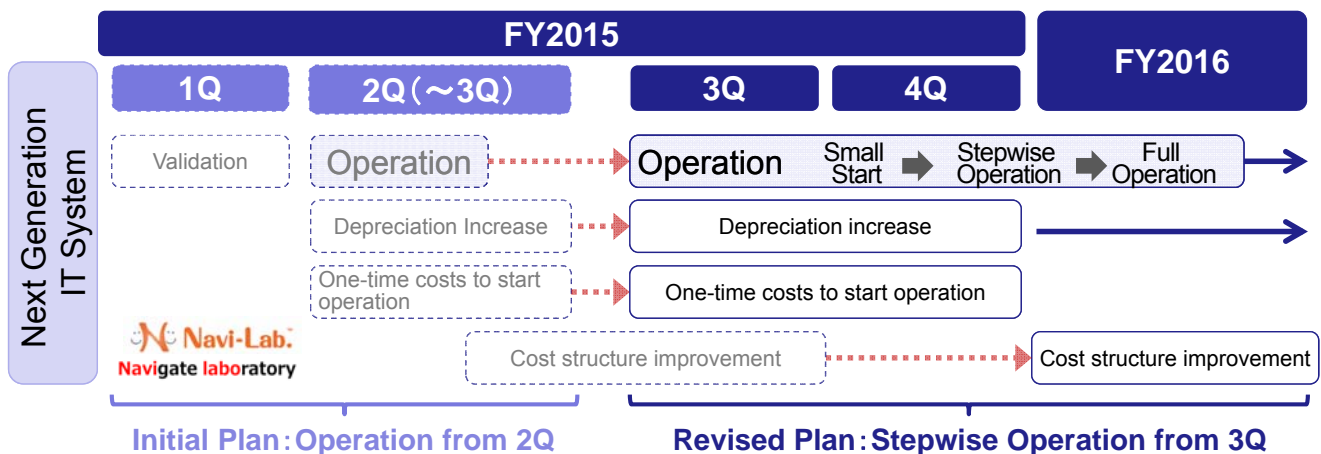 FY2015
FY2016
1Q
2Q(～3Q)
3Q
4Q
Next Generation
IT System
Validation
Operation
Operation
Small
Start
Stepwise
Operation
Full
Operation
Depreciation Increase
Depreciation increase
One-time costs to start
operation
One-time costs to start operation
Navi-Lab.™
Navigate laboratory
Cost structure improvement
Cost structure improvement
Initial Plan：Operation from 2Q
Revised Plan：Stepwise Operation from 3Q